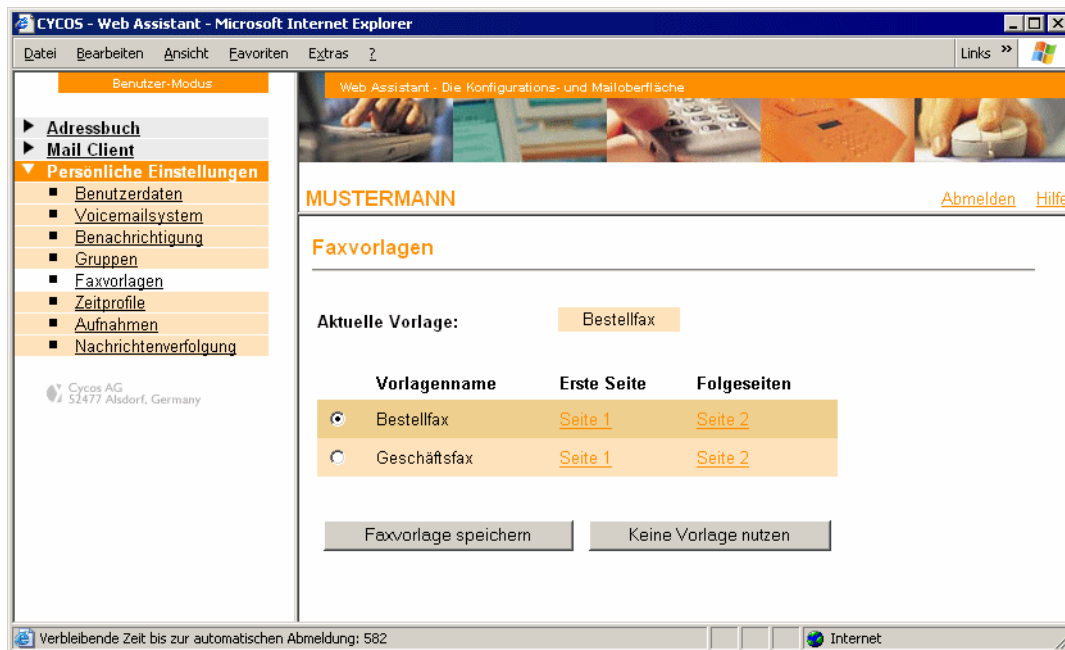 CYCOS - Web Assistant - Microsoft Internet Explorer
Datei Bearbeiten Ansicht Favoriten Extras ? Links »
Benutzer-Modus
Adressbuch
Mail Client
Persönliche Einstellungen
Benutzerdaten
Voicemailsystem
Benachrichtigung
Gruppen
Faxvorlagen
Zeitprofile
Aufnahmen
Nachrichtenverfolgung
Cycos AG
52477 Alsdorf, Germany
Web Assistant - Die Konfigurations- und Mailoberfläche
MUSTERMANN Abmelden Hilfe
Faxvorlagen
Aktuelle Vorlage: Bestellfax
Vorlagenname Erste Seite Folgeseiten
Bestellfax Seite 1 Seite 2
Geschäftsfax Seite 1 Seite 2
Faxvorlage speichern Keine Vorlage nutzen
Verbleibende Zeit bis zur automatischen Abmeldung: 582 Internet